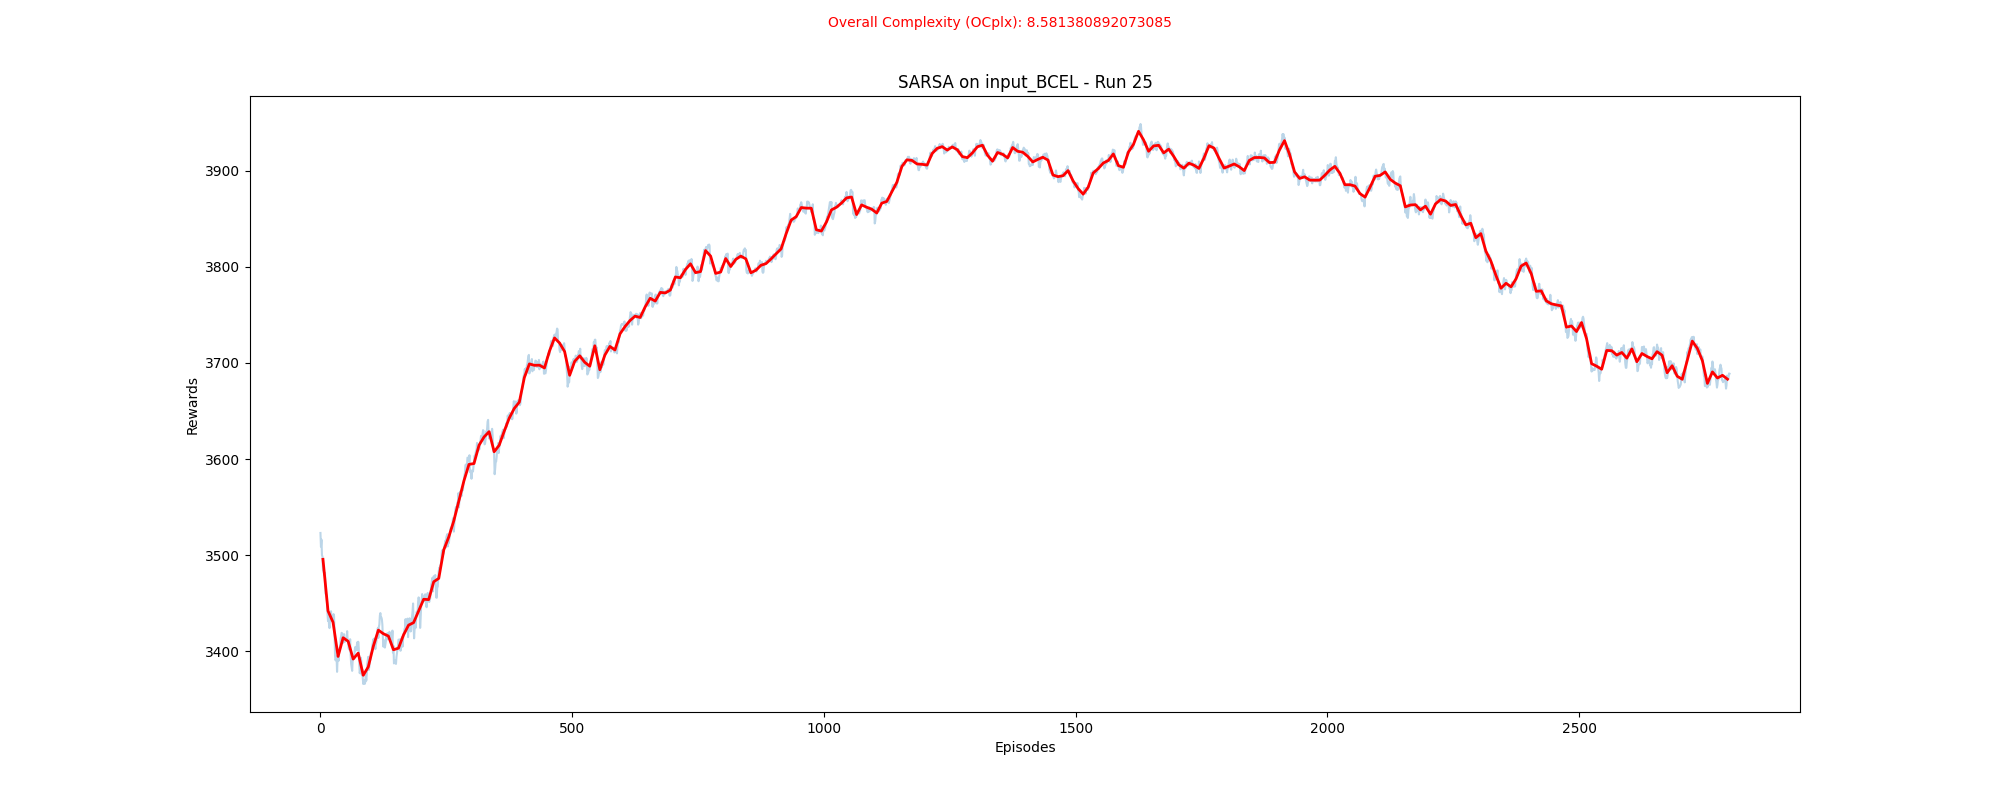 Overall Complexity (OCplx): 8.581380892073085
SARSA on input_BCEL - Run 25
Rewards
3900
3800
3700
3600
3500
3400
0 500 1000 1500 2000 2500
Episodes